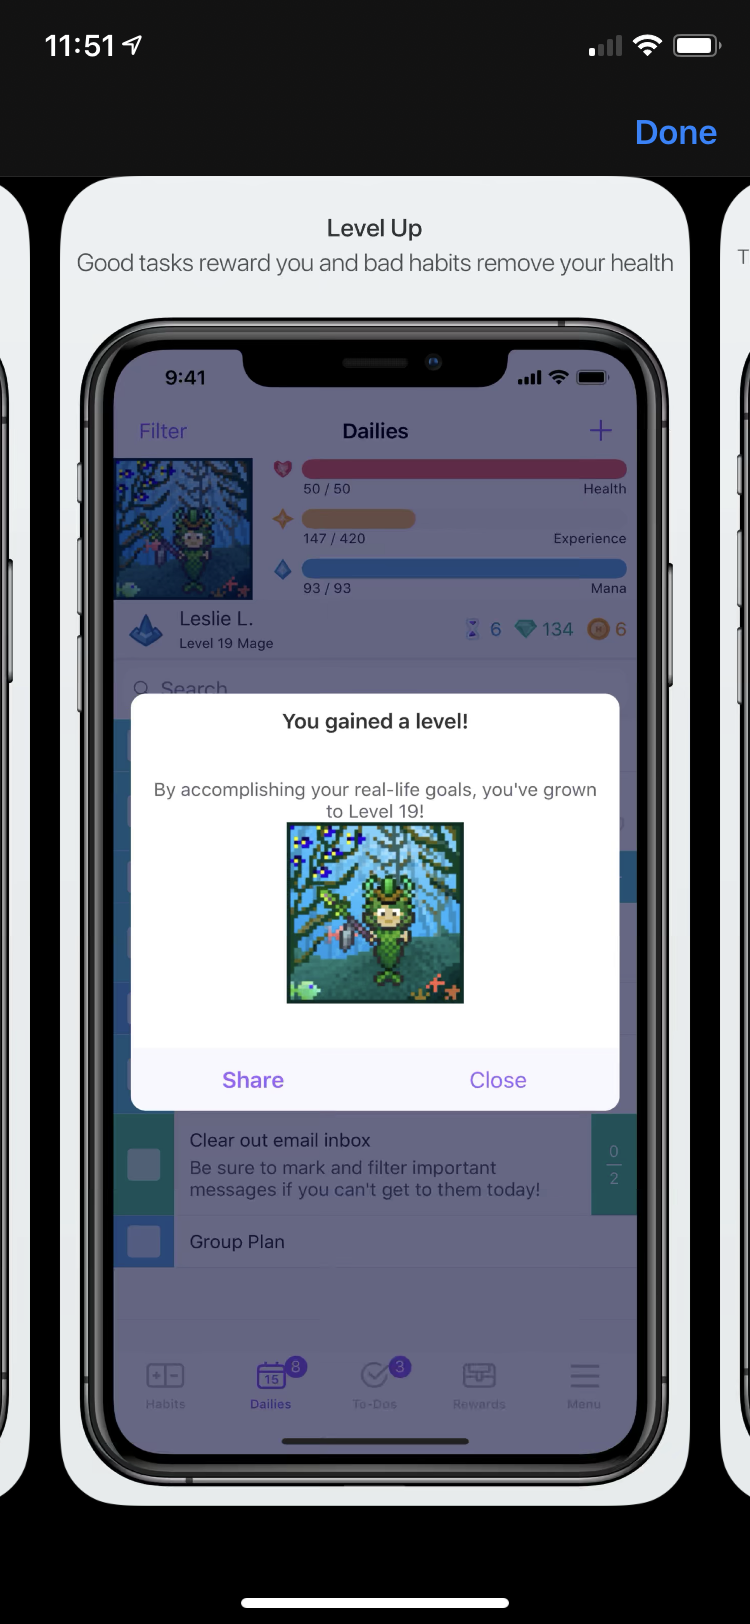 11:51
Done
Level Up
Good tasks reward you and bad habits remove your health
T
9:41
Filter
Dailies
50 / 50
Health
147 / 420
Experience
93 / 93
Mana
Leslie L.
Level 19 Mage
6
134
6
Search
You gained a level!
By accomplishing your real-life goals, you've grown
to Level 19!
Share
Close
Clear out email inbox
Be sure to mark and filter important
messages if you can't get to them today!
0
2
Group Plan
15
8
3
Habits
Dailies
To-Dos
Rewards
Menu